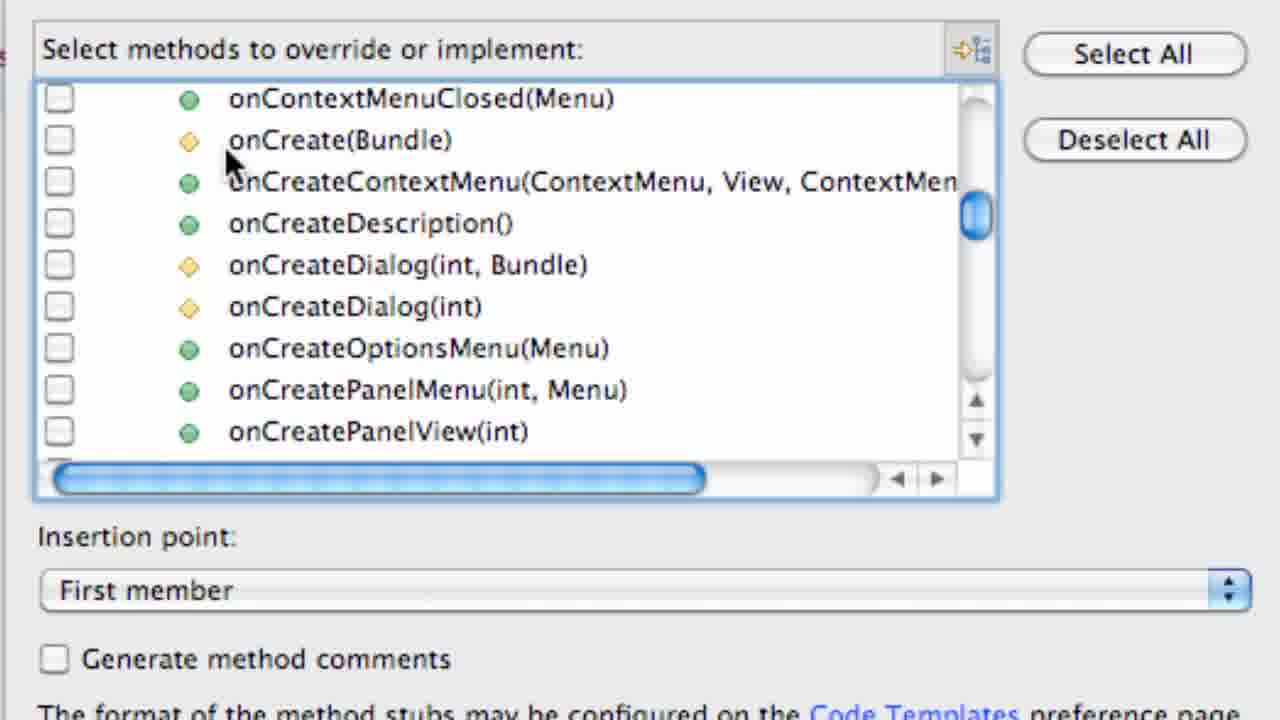 Select methods to override or implement:
Select All
onContextMenuClosed(Menu)
onCreate(Bundle)
Deselect All
onCreateContextMenu(ContextMenu, View, ContextMen
onCreateDescription()
onCreateDialog(int, Bundle)
onCreateDialog(int)
onCreateOptionsMenu(Menu)
onCreatePanelMenu(int, Menu)
onCreatePanelView(int)
Insertion point:
First member
Generate method comments
The format of the method stubs may be configured on the Code Templates preference page